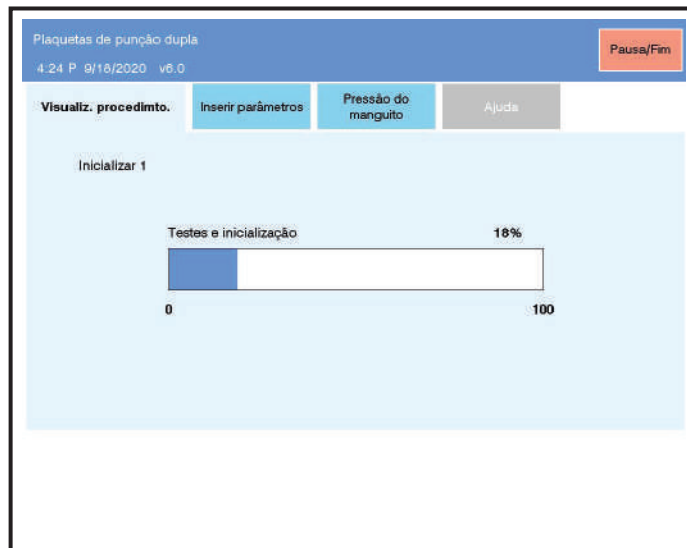 Plaquetas de punção dupla
4:24 P 9/18/2020 v6.0
Pausa/Fim
Visualiz. procedimto.
Inserir parâmetros
Pressão do
manguito
Ajuda
Inicializar 1
Testes e inicialização 18%
0 100